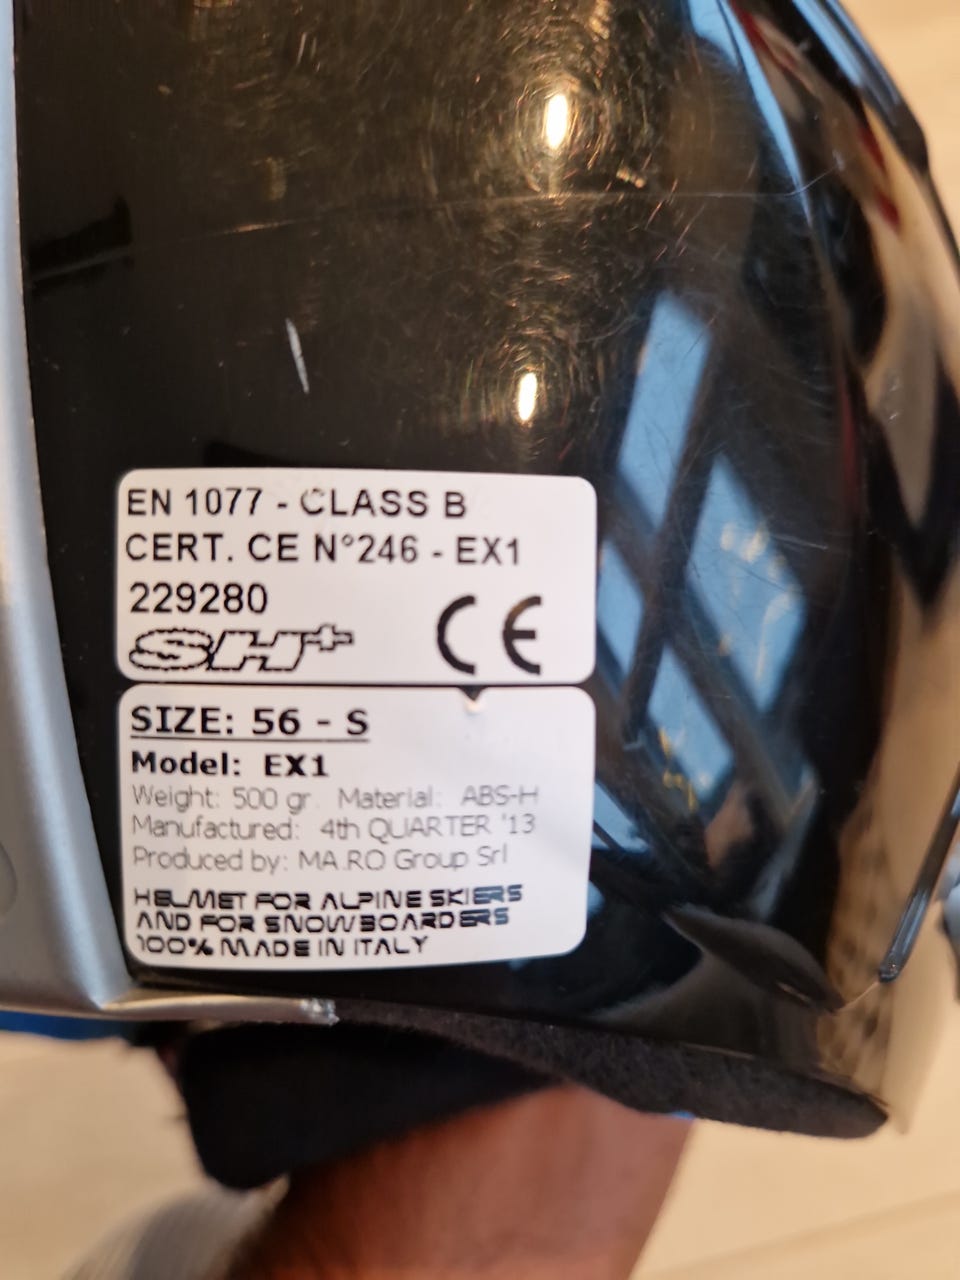 EN 1077 - CLASS B
CERT. CE N°246 - EX1
229280
SH+ CE
SIZE: 56 - S
Model: EX1
Weight: 500 gr. Material: ABS-H
Manufactured: 4th QUARTER '13
Produced by: MA.RO Group Srl
HELMET FOR ALPINE SKIERS
AND FOR SNOWBOARDERS
100% MADE IN ITALY